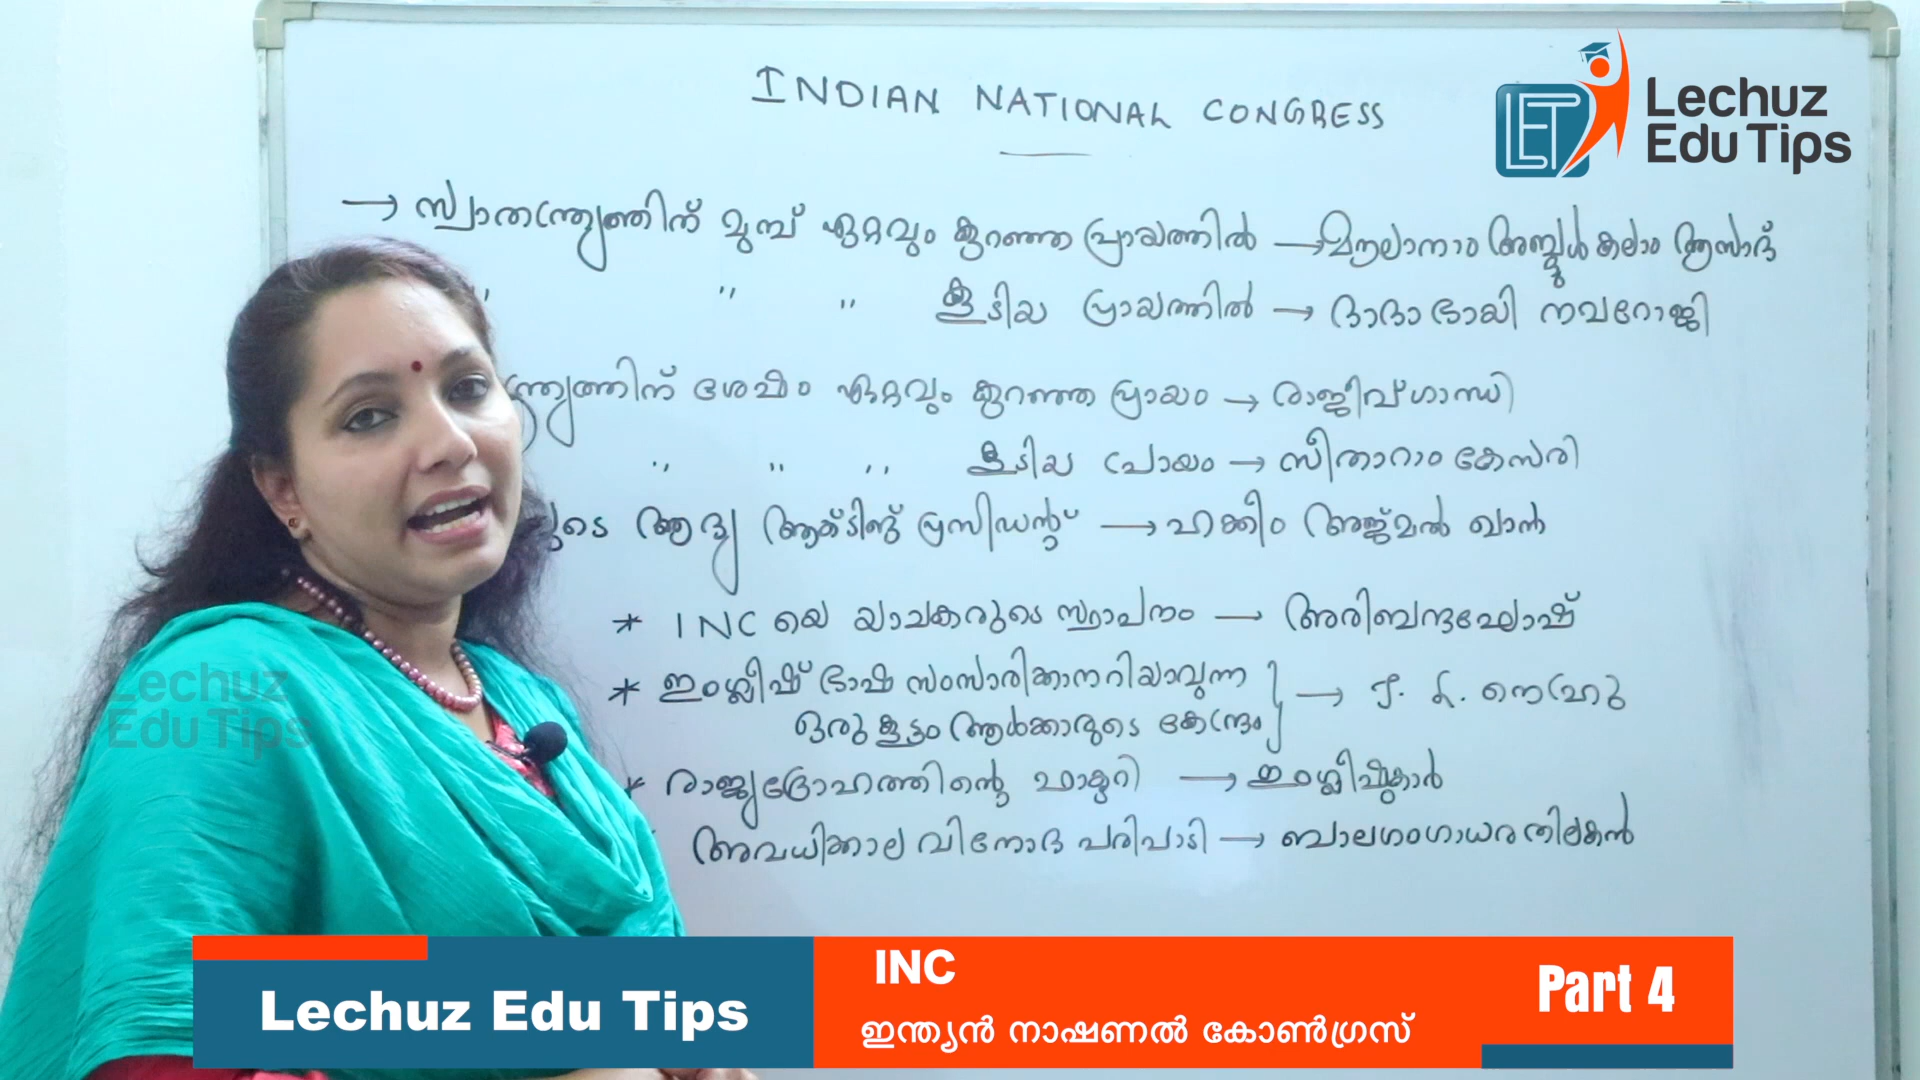 INDIAN NATIONAL CONGRESS
LET
Lechuz
Edu Tips
→ സ്വാതന്ത്ര്യത്തിന് മുമ്പ് ഏറ്റവും കുറഞ്ഞ പ്രായത്തിൽ → മൗലാനാ അബ്ദുൾ കലാം ആസാദ്
" " " കൂടിയ പ്രായത്തിൽ → ദാദാഭായി നവറോജി
ന്ത്ര്യത്തിന് ശേഷം ഏറ്റവും കുറഞ്ഞ പ്രായം → രാജീവ്ഗാന്ധി
" " " കൂടിയ പ്രായം → സീതാറാം കേസരി
ുടെ ആദ്യ ആക്ടിങ്ങ് പ്രസിഡന്റ് → ഹക്കീം അജ്മൽ ഖാൻ
* INC യെ യാചകരുടെ സ്ഥാപനം — അരിബന്ദഘോഷ്
* ഇംഗ്ലീഷ് ഭാഷ സംസാരിക്കാനറിയാവുന്ന
ഒരു കൂട്ടം ആൾക്കാരുടെ കേന്ദ്രം } → J. L. നെഹ്റു
* രാജ്യദ്രോഹത്തിന്റെ ഫാക്ടറി → ഇംഗ്ലീഷുകാർ
അവധിക്കാല വിനോദ പരിപാടി → ബാലഗംഗാധര തിലകൻ
Lechuz
Edu Tips
Lechuz Edu Tips
INC
ഇന്ത്യൻ നാഷണൽ കോൺഗ്രസ്
Part 4